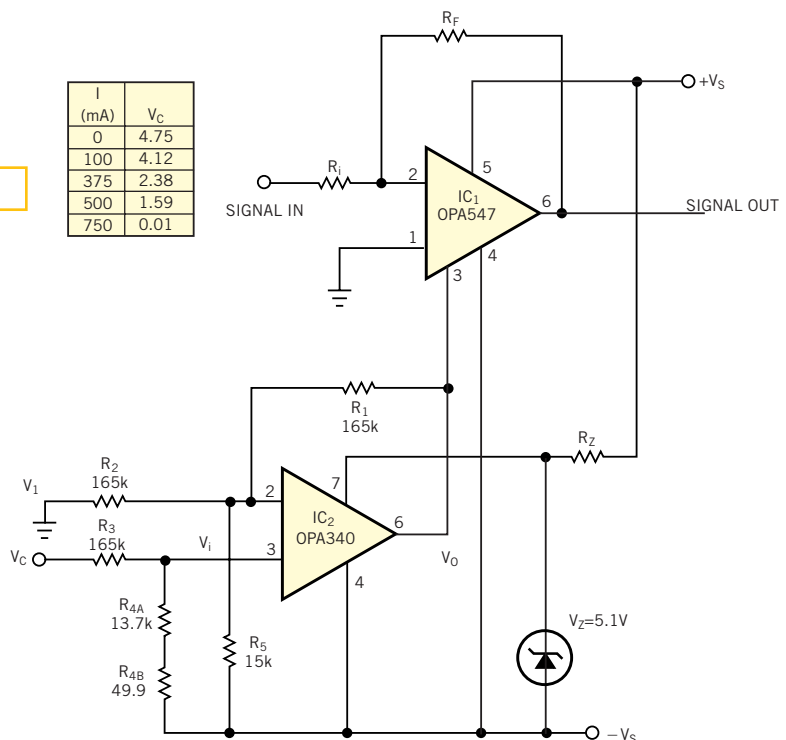 R_F
I (mA) V_C
0 4.75
100 4.12
375 2.38
500 1.59
750 0.01
+V_S
R_i
2
5
IC_1
OPA547
6
SIGNAL IN
SIGNAL OUT
1
4
3
R_1
165k
R_Z
R_2
165k
V_1
7
2
IC_2
OPA340
6
R_3
165k
V_C
V_i
3
V_O
4
R_4A
13.7k
R_5
15k
V_Z=5.1V
R_4B
49.9
−V_S